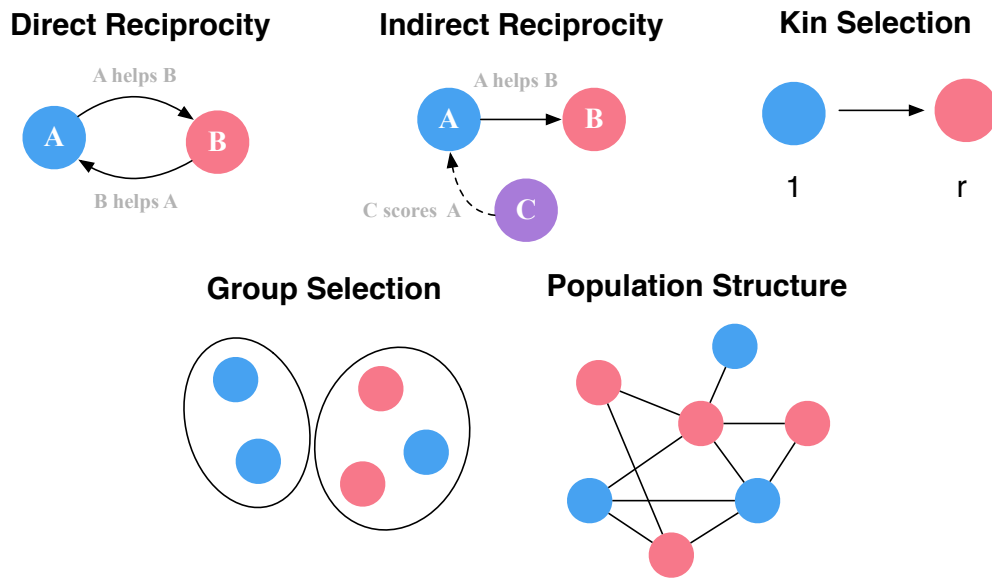 Direct Reciprocity
A helps B
A
B
B helps A
Indirect Reciprocity
A helps B
A
B
C scores A
C
Kin Selection
1
r
Group Selection
Population Structure